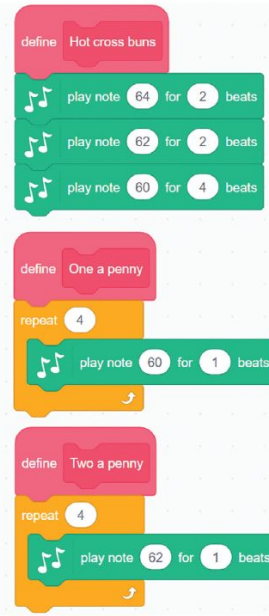 define Hot cross buns
play note 64 for 2 beats
play note 62 for 2 beats
play note 60 for 4 beats
define One a penny
repeat 4
play note 60 for 1 beats
define Two a penny
repeat 4
play note 62 for 1 beats